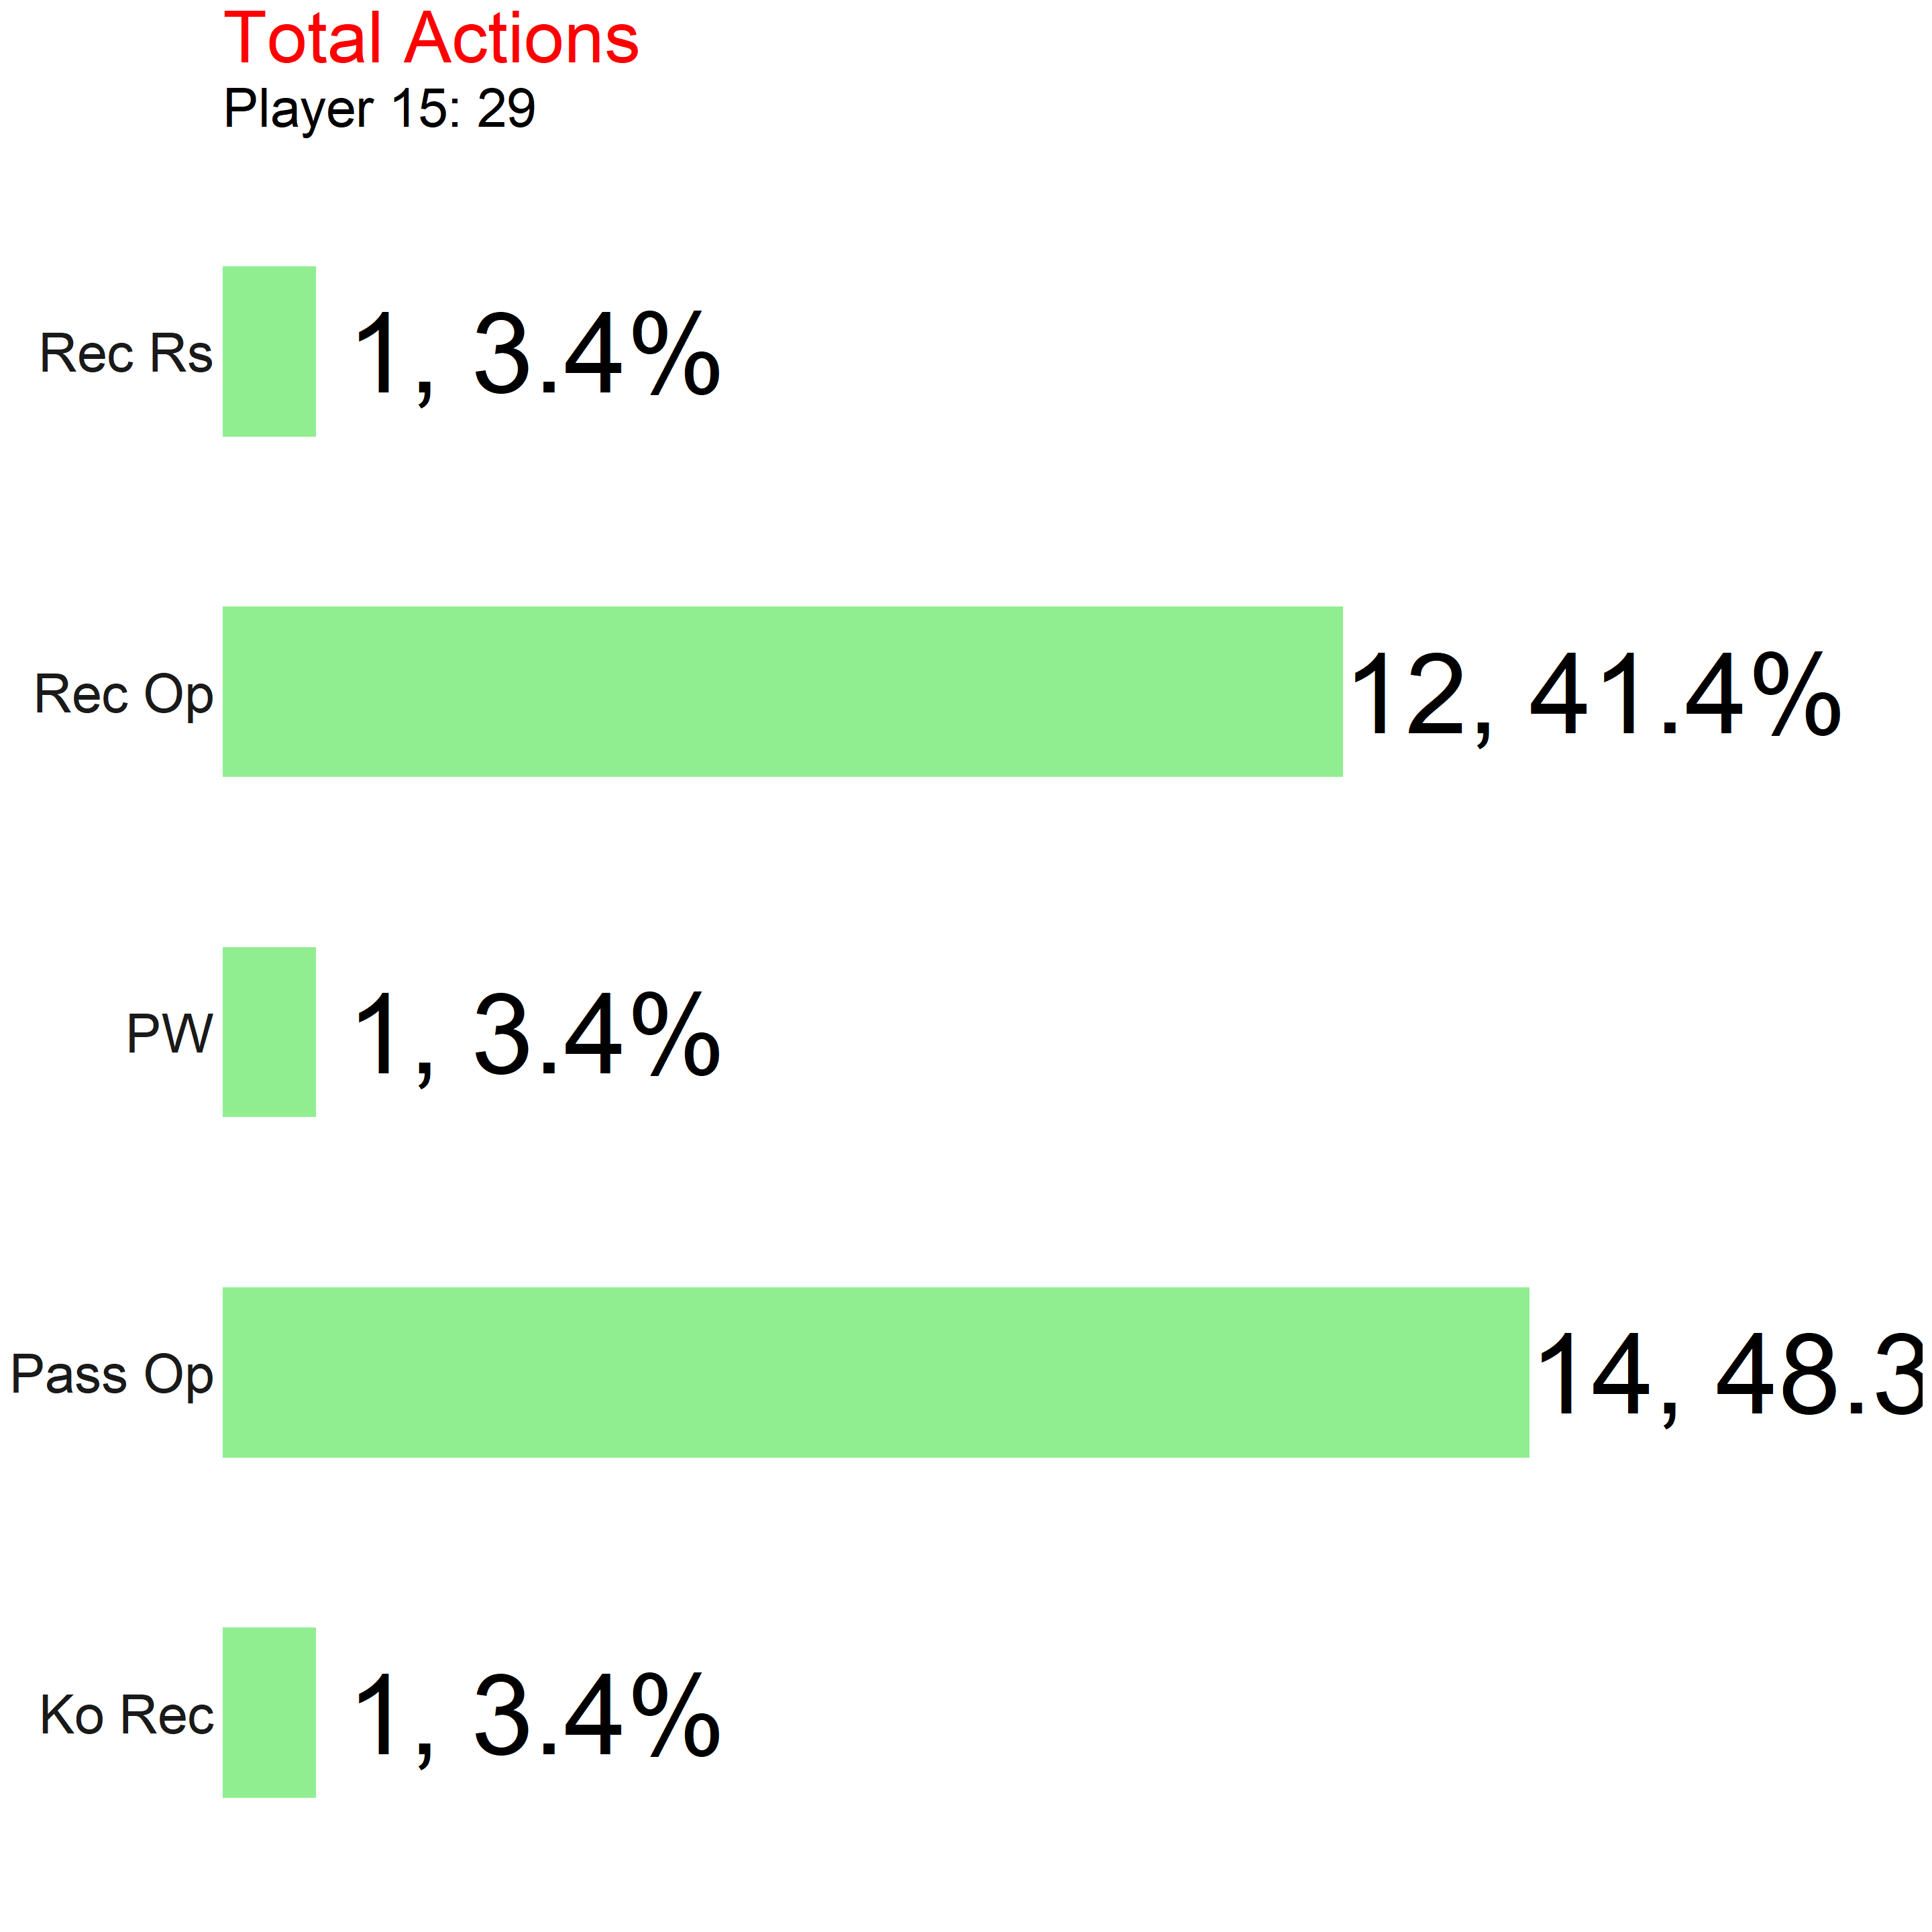 Total Actions
Player 15: 29
Rec Rs 1, 3.4%
Rec Op 12, 41.4%
PW 1, 3.4%
Pass Op 14, 48.3
Ko Rec 1, 3.4%